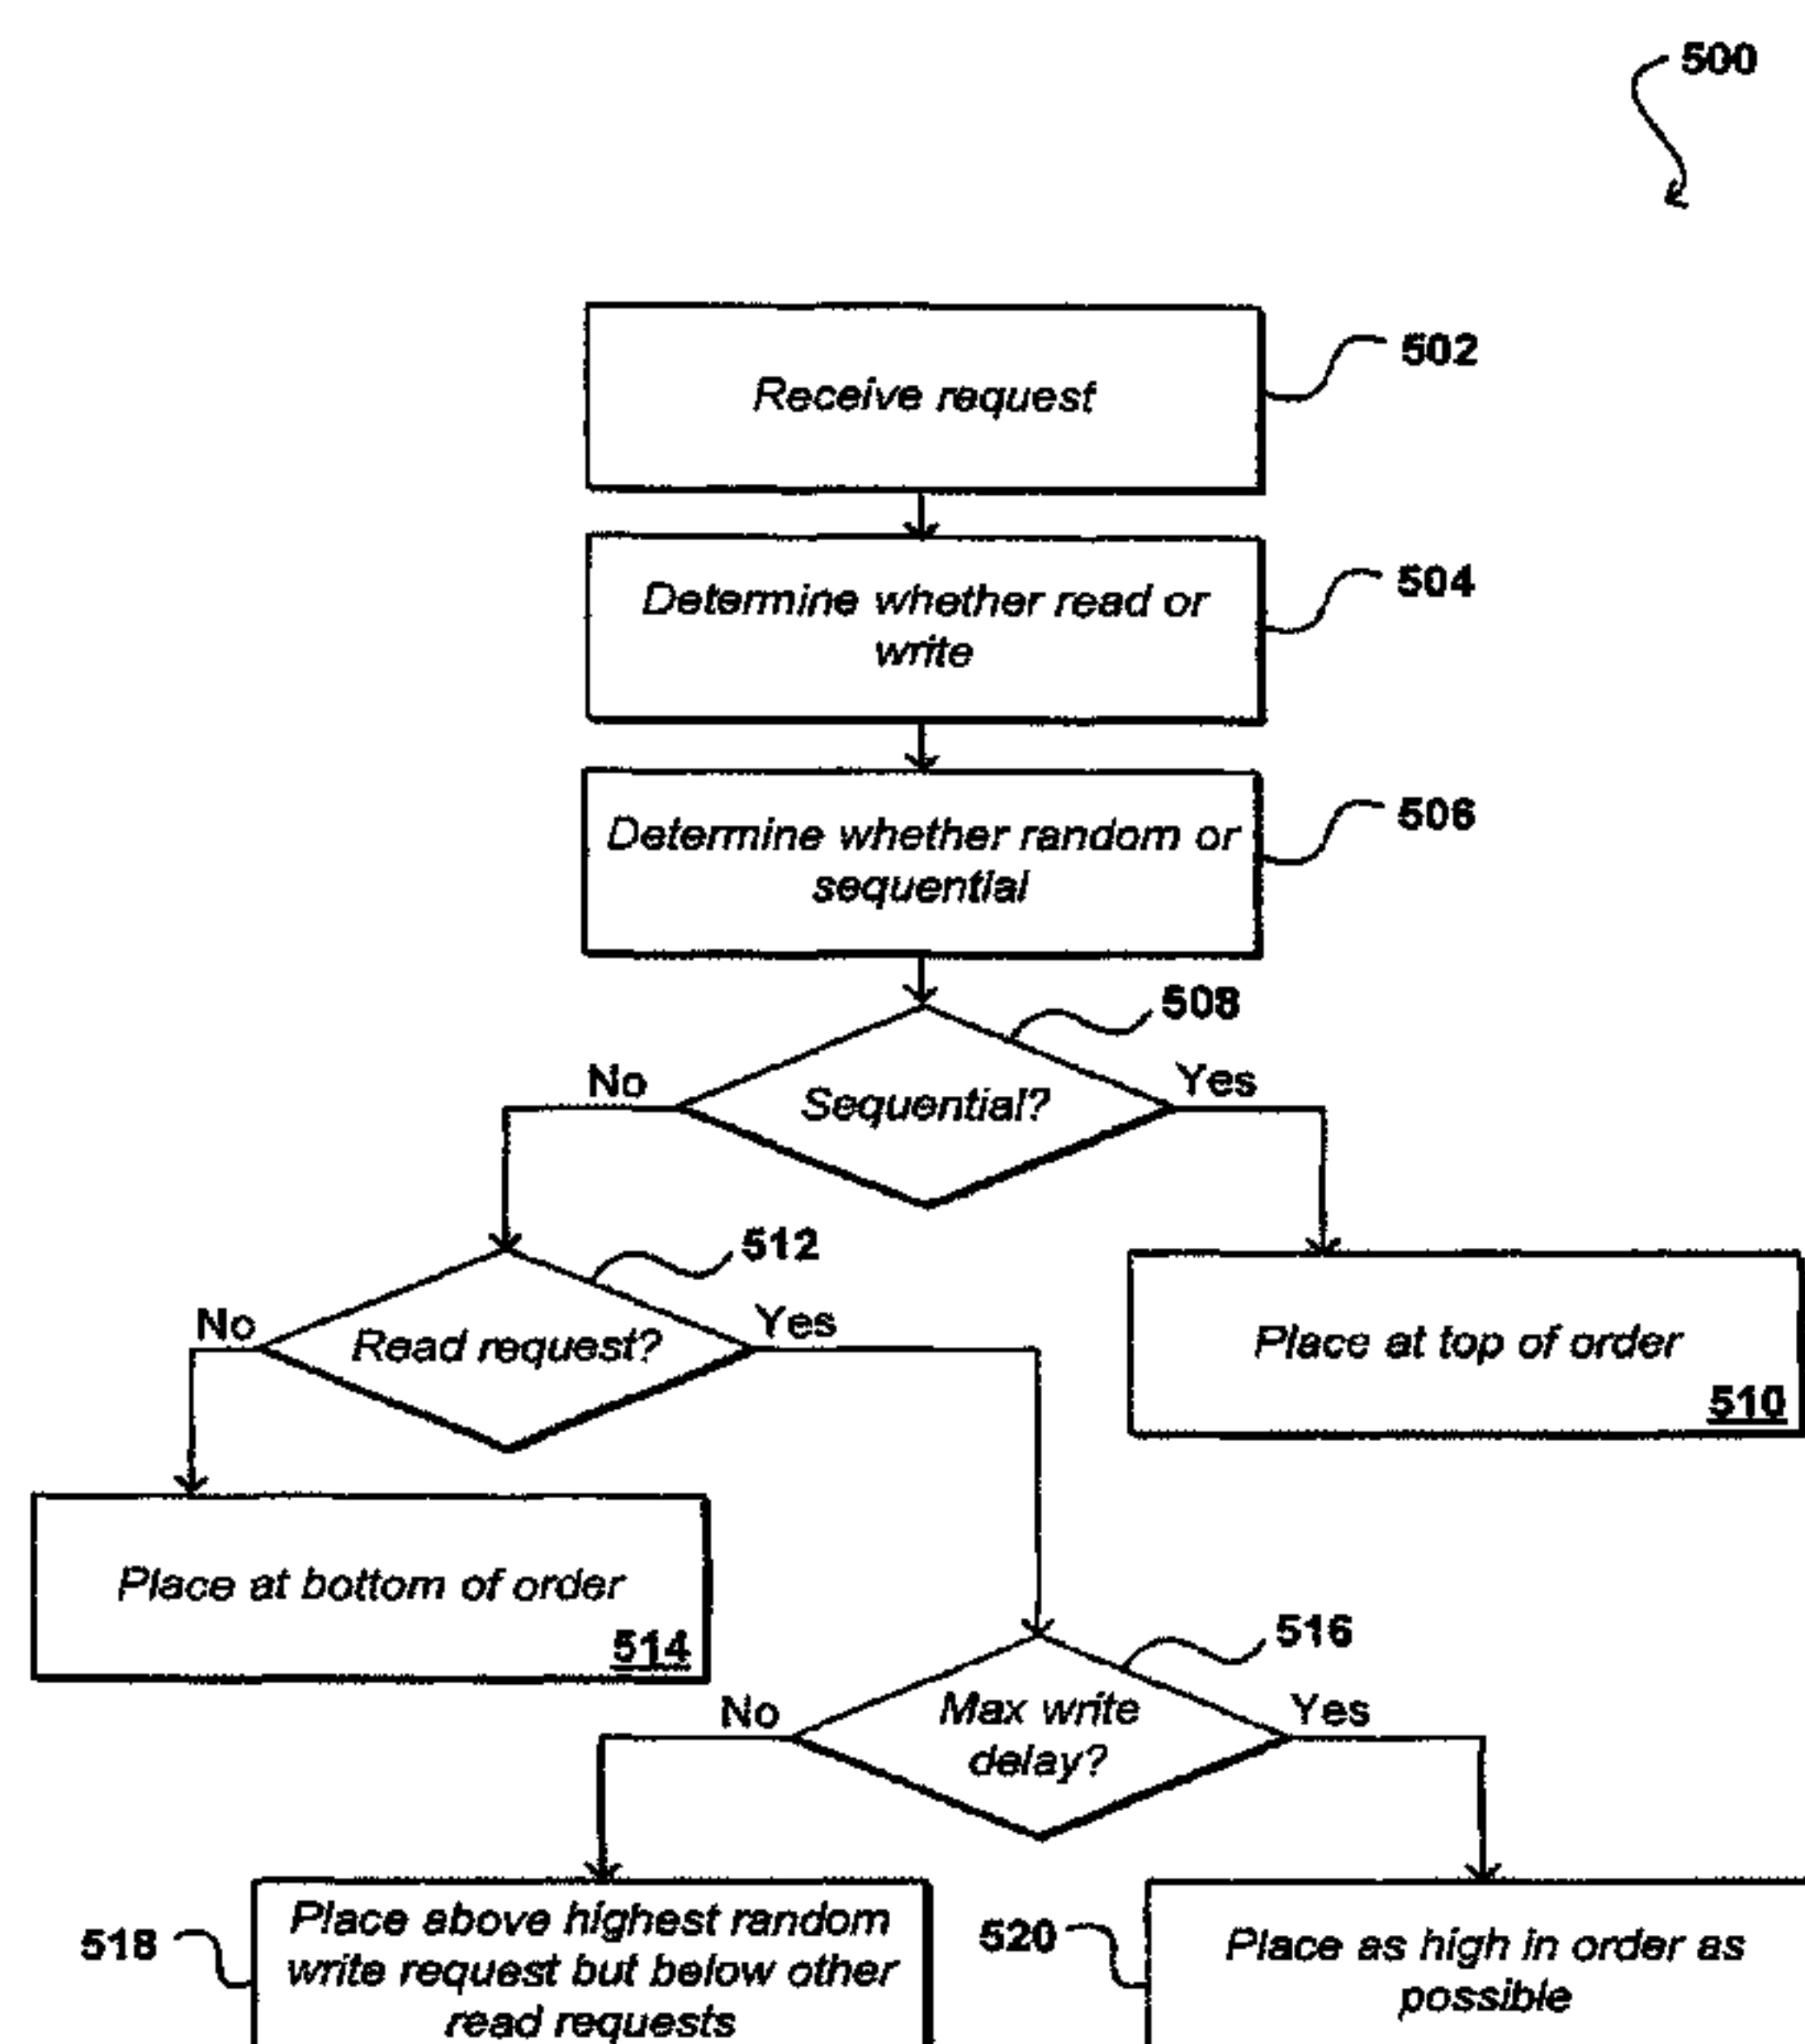 500
Receive request
502
Determine whether read or
write
504
Determine whether random or
sequential
506
508
No
Sequential?
Yes
512
No
Read request?
Yes
Place at top of order
510
Place at bottom of order
514
516
No
Max write
delay?
Yes
518
Place above highest random
write request but below other
read requests
520
Place as high in order as
possible